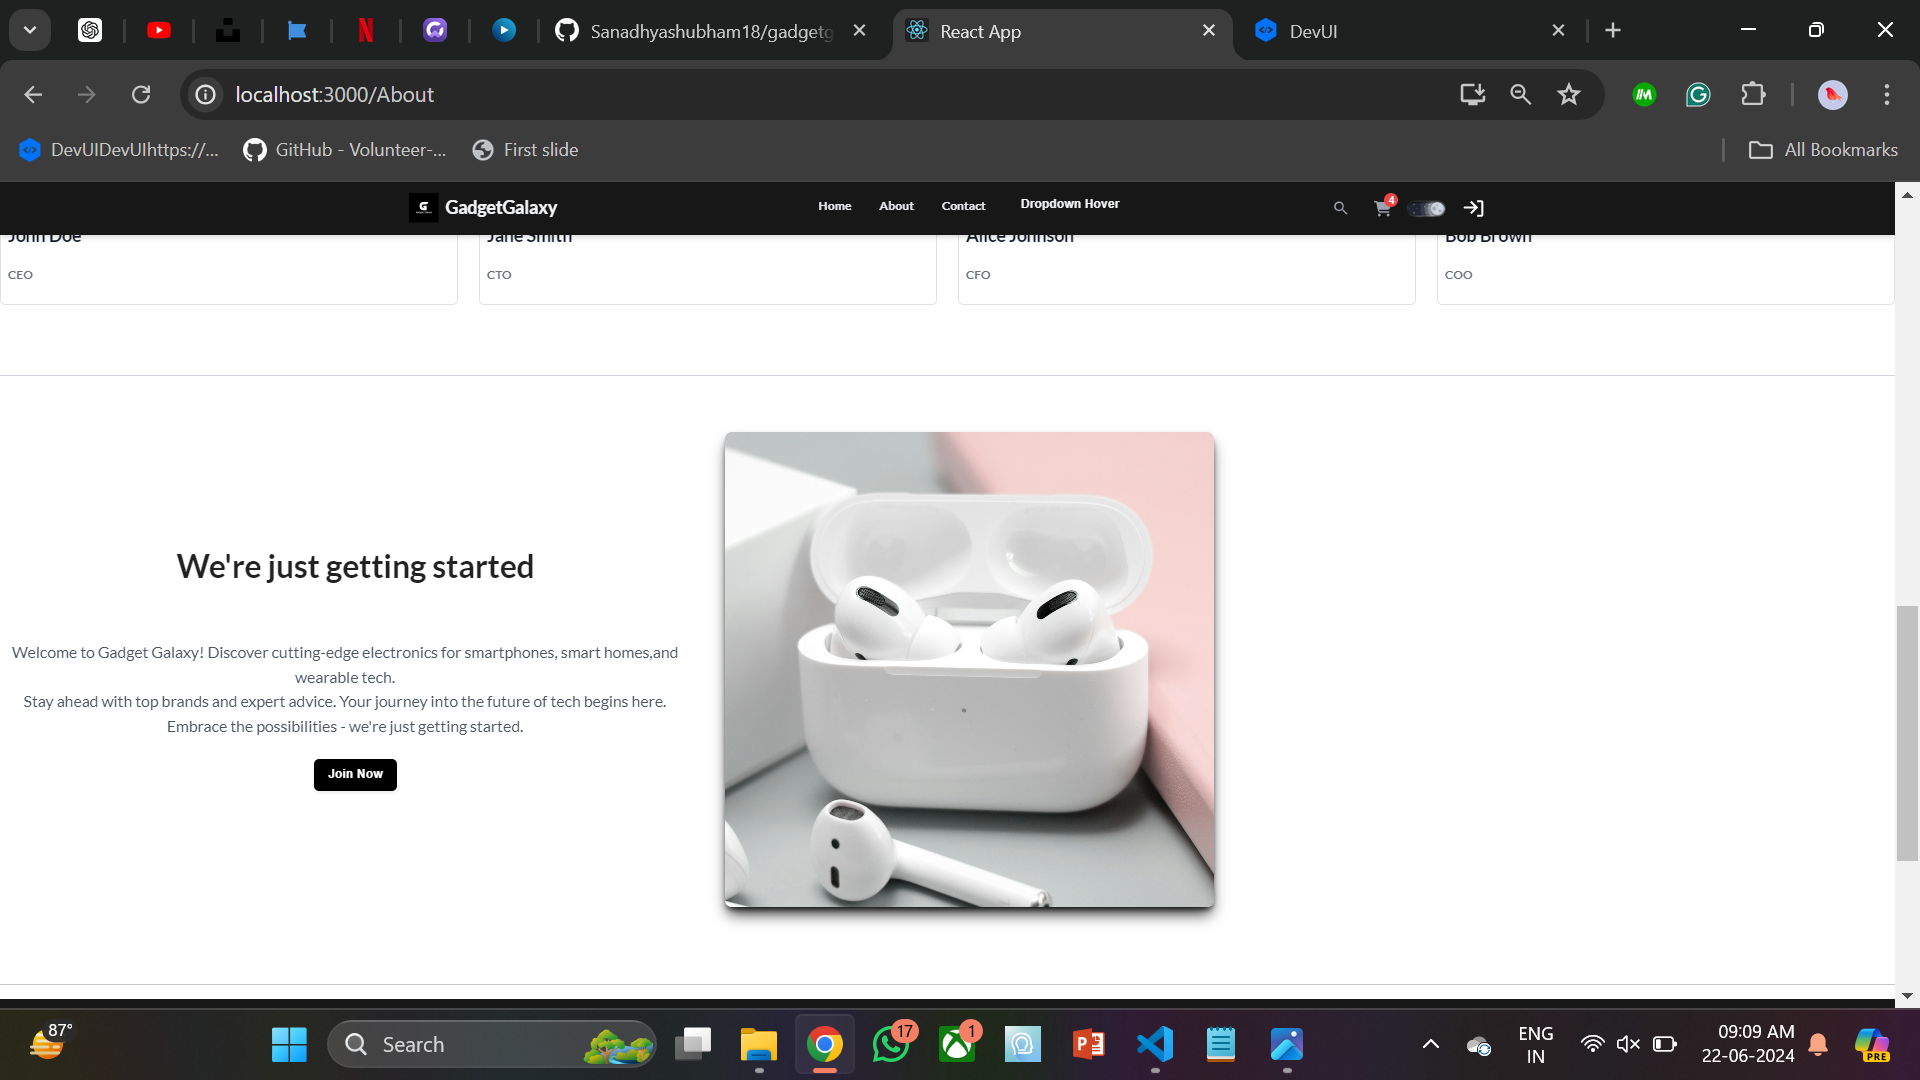 Sanadhyashubham18/gadgetg
React App
DevUI
localhost:3000/About
DevUIDevUIhttps://...
GitHub - Volunteer-...
First slide
All Bookmarks
G
GadgetGalaxy
Home
About
Contact
Dropdown Hover
4
John Doe
Jane Smith
Alice Johnson
Bob Brown
CEO
CTO
CFO
COO
We're just getting started
Welcome to Gadget Galaxy! Discover cutting-edge electronics for smartphones, smart homes,and
wearable tech.
Stay ahead with top brands and expert advice. Your journey into the future of tech begins here.
Embrace the possibilities - we're just getting started.
Join Now
87°
Search
17
1
ENG
IN
09:09 AM
22-06-2024
PRE